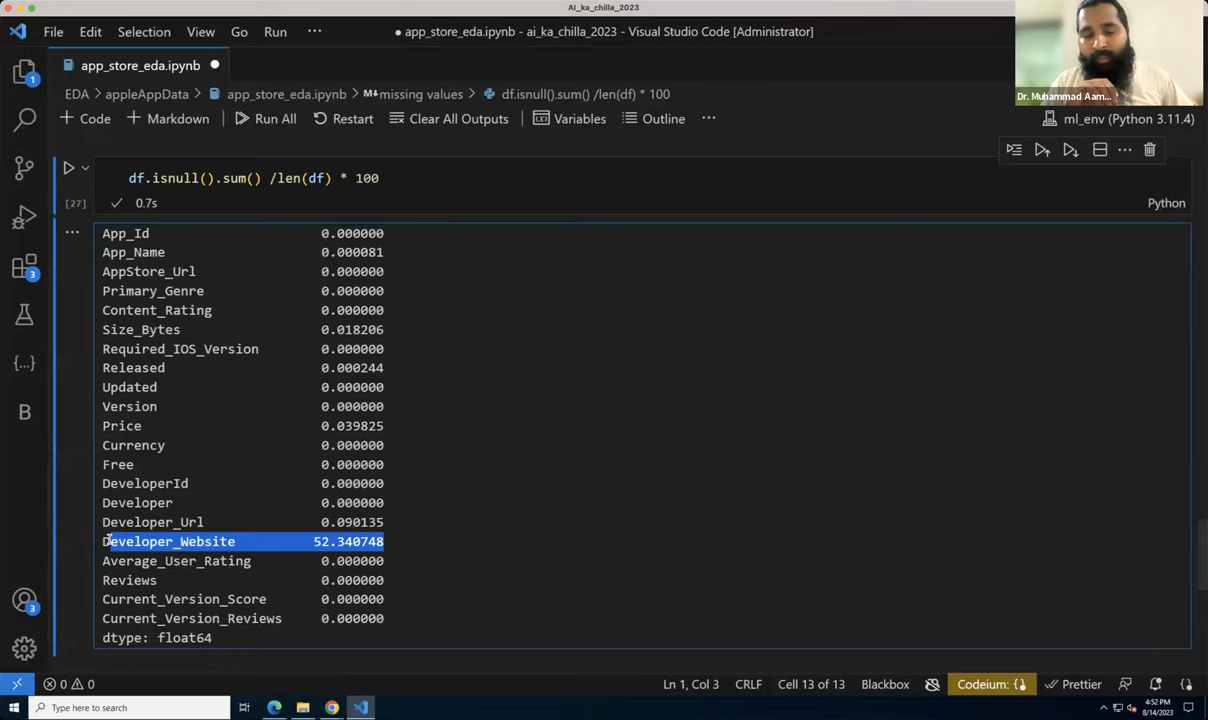 AI_ka_chilla_2023
File Edit Selection View Go Run ···
● app_store_eda.ipynb - ai_ka_chilla_2023 - Visual Studio Code [Administrator]
Dr. Muhammad Aam...
app_store_eda.ipynb ●
EDA > appleAppData > app_store_eda.ipynb > M↓missing values > df.isnull().sum() /len(df) * 100
+ Code + Markdown Run All Restart Clear All Outputs Variables Outline ···
ml_env (Python 3.11.4)
df.isnull().sum() /len(df) * 100
[27] ✓ 0.7s Python
App_Id 0.000000
App_Name 0.000081
AppStore_Url 0.000000
Primary_Genre 0.000000
Content_Rating 0.000000
Size_Bytes 0.018206
Required_IOS_Version 0.000000
Released 0.000244
Updated 0.000000
Version 0.000000
Price 0.039825
Currency 0.000000
Free 0.000000
DeveloperId 0.000000
Developer 0.000000
Developer_Url 0.090135
Developer_Website 52.340748
Average_User_Rating 0.000000
Reviews 0.000000
Current_Version_Score 0.000000
Current_Version_Reviews 0.000000
dtype: float64
1
3
B
3
0 0 Ln 1, Col 3 CRLF Cell 13 of 13 Blackbox Codeium: {} Prettier
Type here to search
4:52 PM
8/14/2023